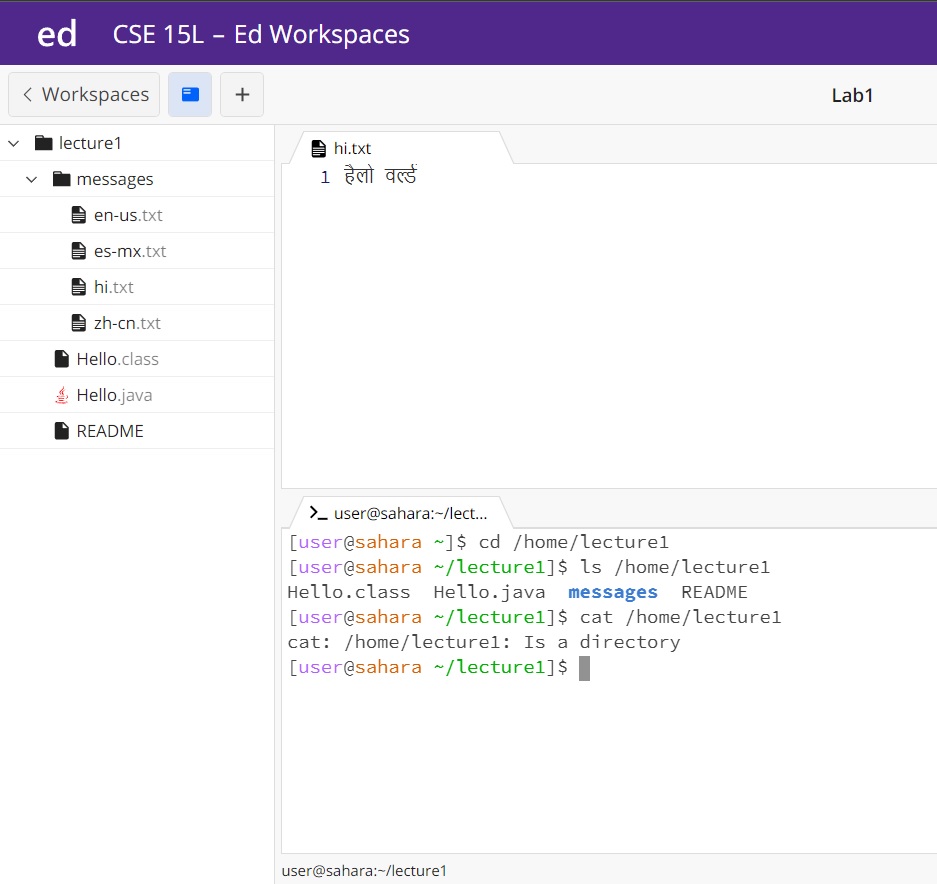 ed CSE 15L – Ed Workspaces
Workspaces + Lab1
lecture1
messages
en-us.txt
es-mx.txt
hi.txt
zh-cn.txt
Hello.class
Hello.java
README
hi.txt
1 हैलो वर्ल्ड
user@sahara:~/lect...
[user@sahara ~]$ cd /home/lecture1
[user@sahara ~/lecture1]$ ls /home/lecture1
Hello.class  Hello.java  messages  README
[user@sahara ~/lecture1]$ cat /home/lecture1
cat: /home/lecture1: Is a directory
[user@sahara ~/lecture1]$
user@sahara:~/lecture1